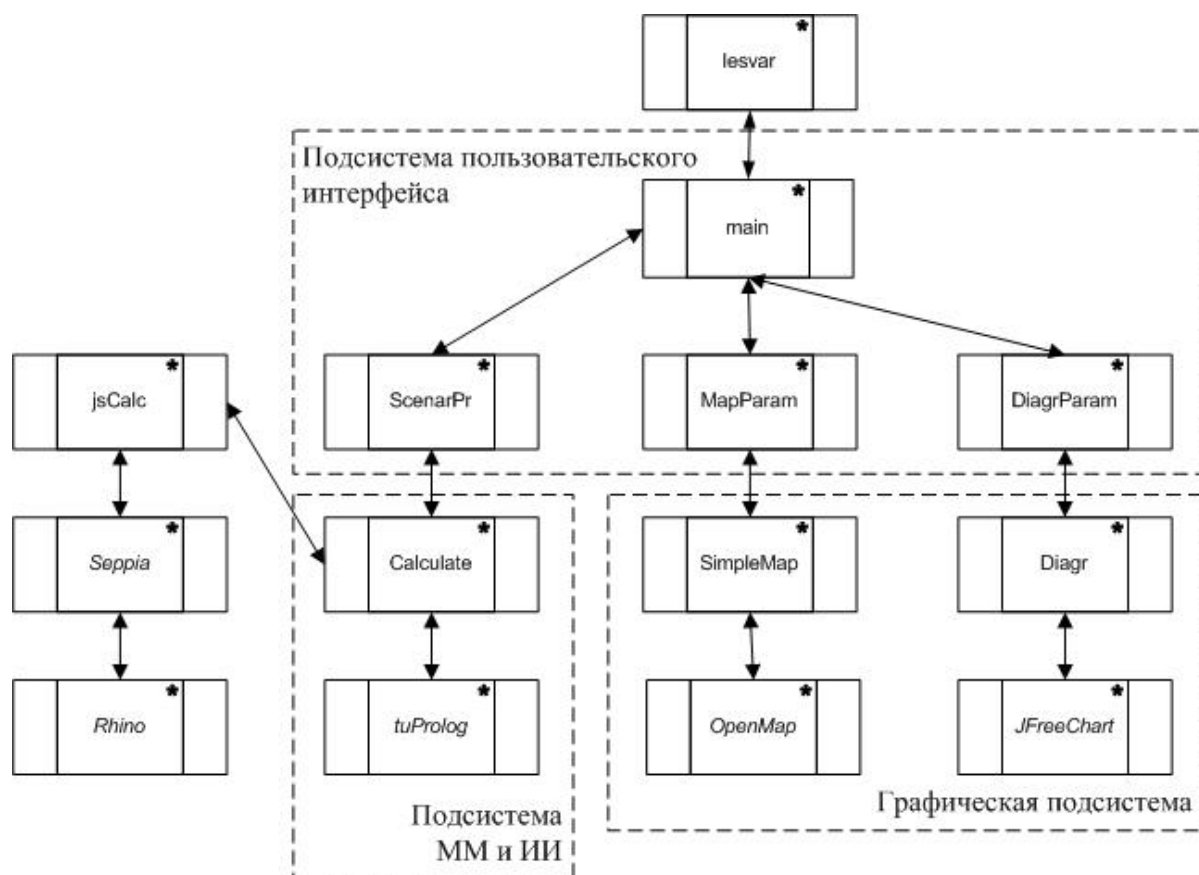 *
lesvar
Подсистема пользовательского
интерфейса
*
main
*
jsCalc
*
ScenarPr
*
MapParam
*
DiagrParam
*
Seppia
*
Calculate
*
SimpleMap
*
Diagr
*
Rhino
*
tuProlog
*
OpenMap
*
JFreeChart
Подсистема
ММ и ИИ
Графическая подсистема